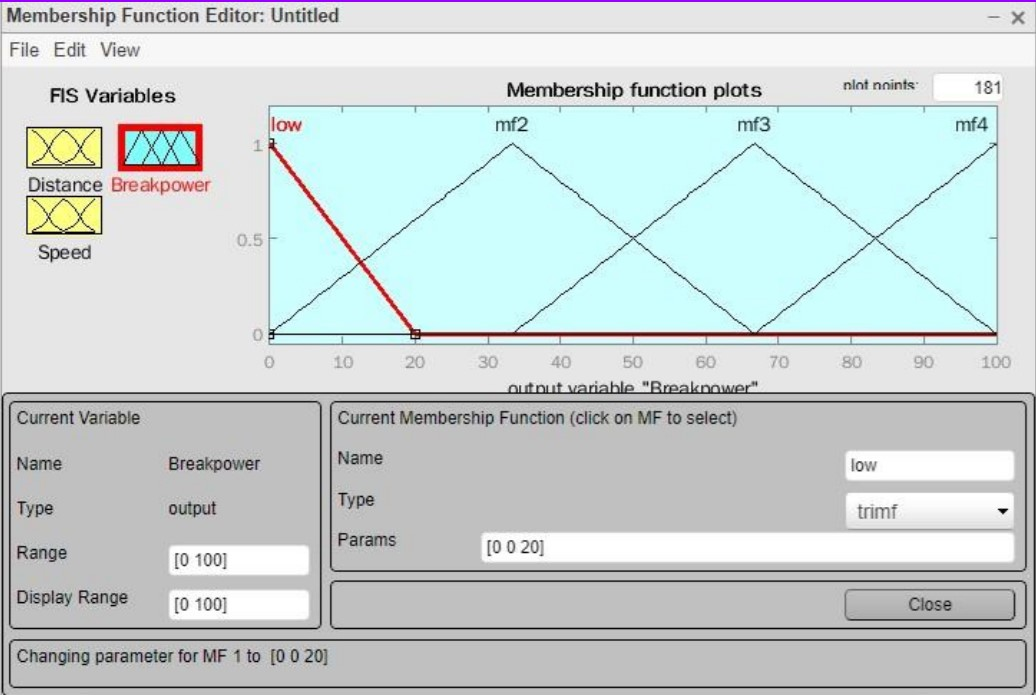 Membership Function Editor: Untitled
File Edit View
FIS Variables
Distance Breakpower
Speed
Membership function plots
plot points: 181
low mf2 mf3 mf4
1
0.5
0
0 10 20 30 40 50 60 70 80 90 100
output variable "Breakpower"
Current Variable
Name Breakpower
Type output
Range [0 100]
Display Range [0 100]
Current Membership Function (click on MF to select)
Name low
Type trimf
Params [0 0 20]
Close
Changing parameter for MF 1 to [0 0 20]